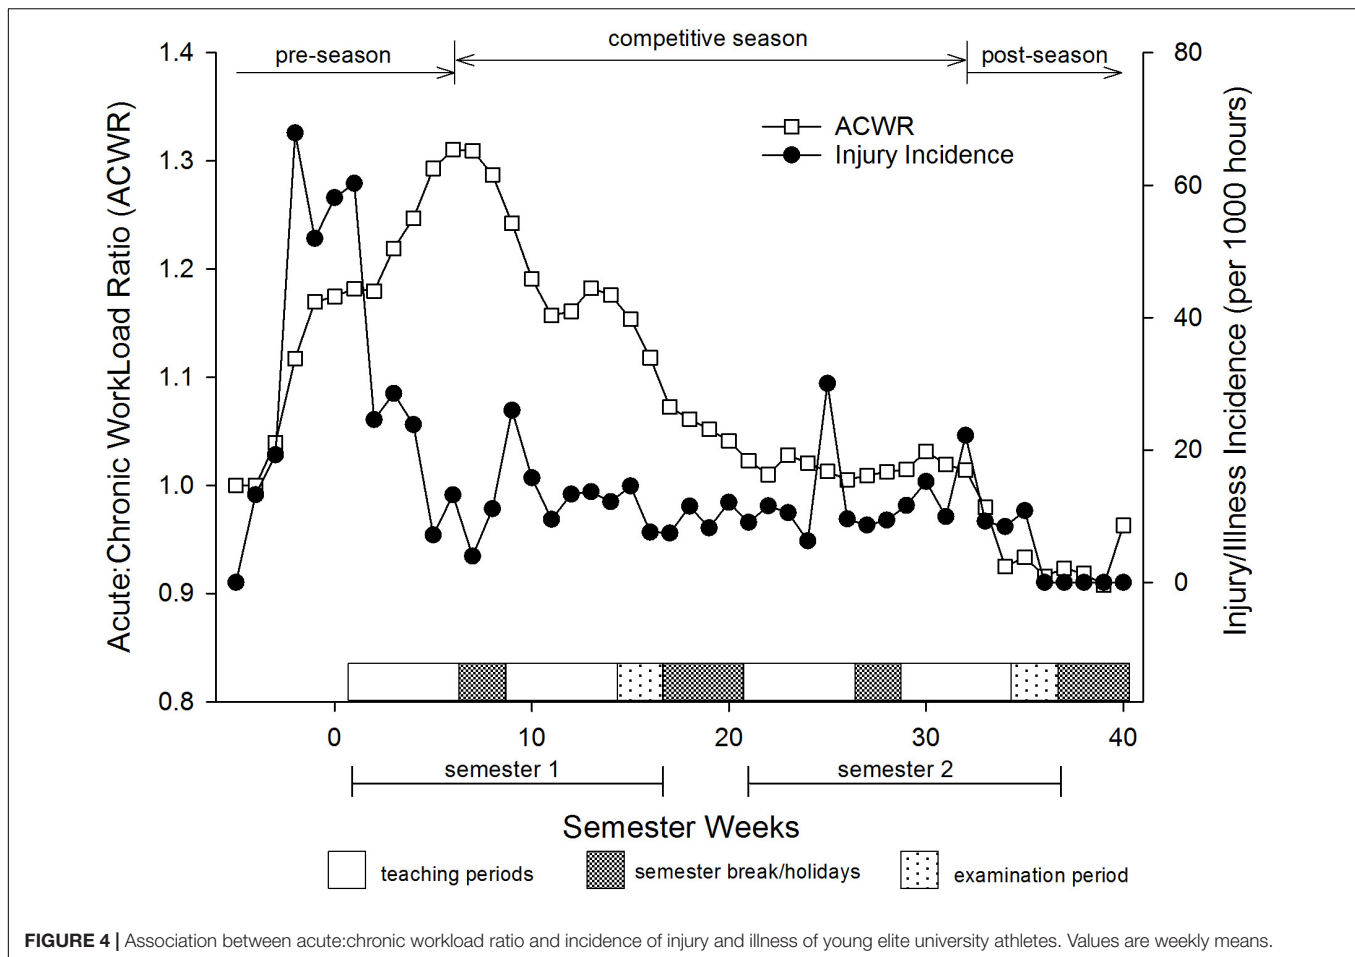 pre-season
competitive season
post-season
1.4
1.3
1.2
1.1
1.0
0.9
0.8
Acute:Chronic WorkLoad Ratio (ACWR)
ACWR
Injury Incidence
80
60
40
20
0
Injury/Illness Incidence (per 1000 hours)
0 10 20 30 40
semester 1 semester 2
Semester Weeks
teaching periods semester break/holidays examination period
FIGURE 4 | Association between acute:chronic workload ratio and incidence of injury and illness of young elite university athletes. Values are weekly means.